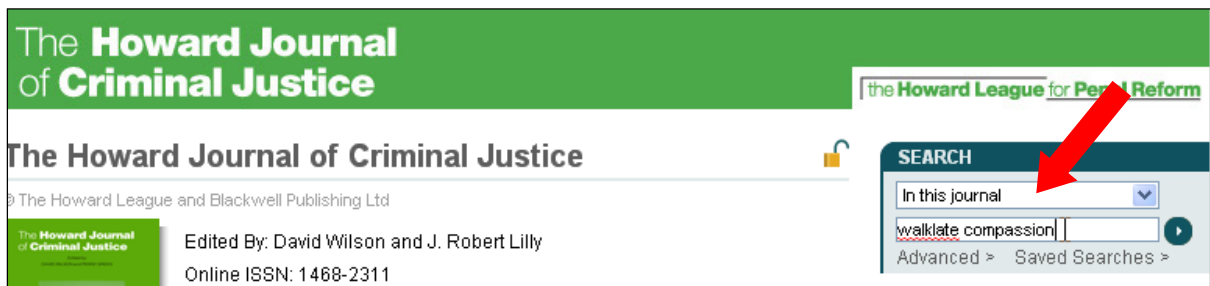 The Howard Journal
of Criminal Justice
the Howard League for Penal Reform
The Howard Journal of Criminal Justice
© The Howard League and Blackwell Publishing Ltd
The Howard Journal
of Criminal Justice
Edited By: David Wilson and J. Robert Lilly
Online ISSN: 1468-2311
SEARCH
In this journal
walklate compassion
Advanced > Saved Searches >